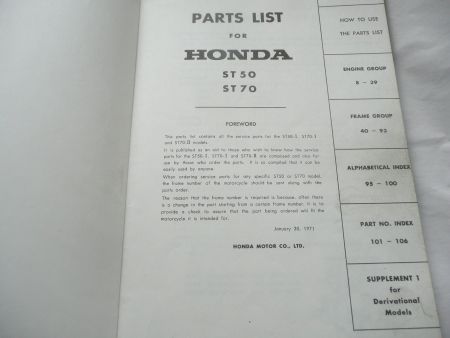 PARTS LIST
FOR
HONDA
ST 50
ST 70
FOREWORD
This parts list contains all the service parts for the ST50-I, ST70-I
and ST70-II models.
It is published as an aid to those who wish to know how the service
parts for the ST50-I, ST70-I and ST70-II are comprised and also for
use by those who order the parts. It is so compiled that it can be
easily used by anyone.
When ordering service parts for any specific ST50 or ST70 model,
the frame number of the motorcycle should be sent along with the
parts order.
The reason that the frame number is required is because, often there
is a change in the part starting from a certain frame number. It is to
provide a check to assure that the part being ordered will fit the
motorcycle it is intended for.
January 20, 1971
HONDA MOTOR CO., LTD.
HOW TO USE
THE PARTS LIST
ENGINE GROUP
8 – 39
FRAME GROUP
40 – 93
ALPHABETICAL INDEX
95 – 100
PART NO. INDEX
101 – 106
SUPPLEMENT 1
for
Derivational
Models